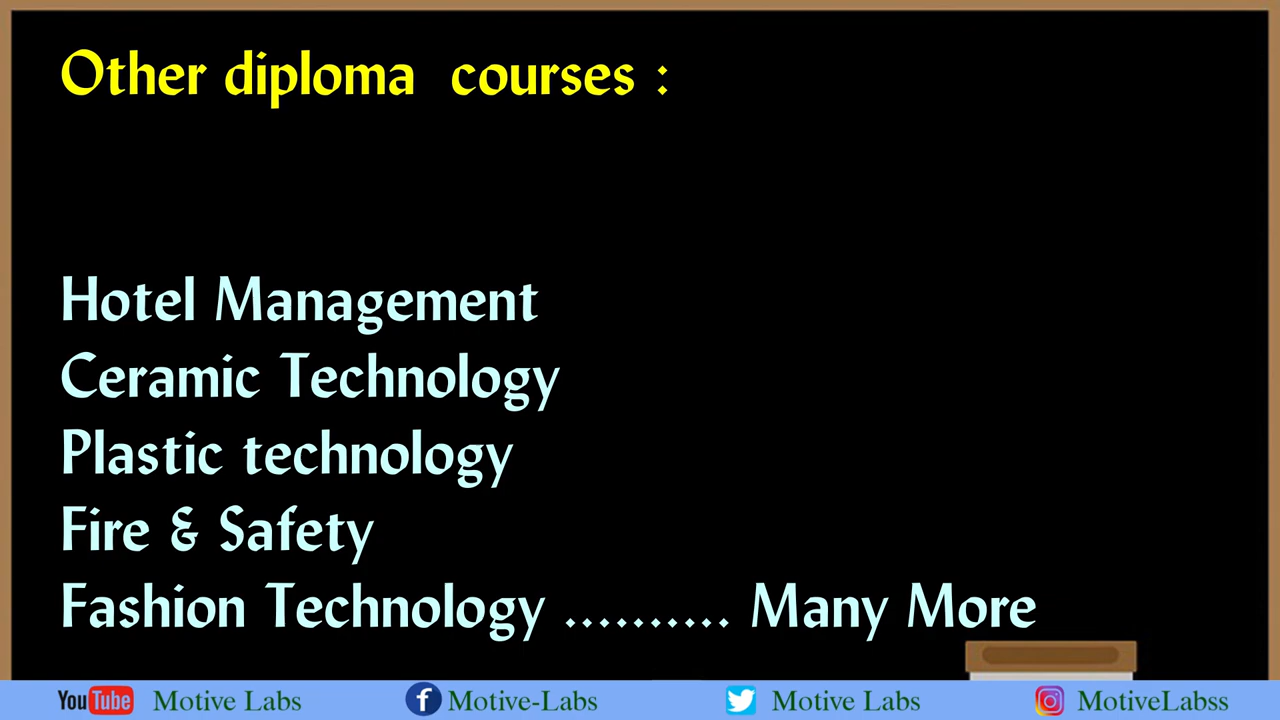 Other diploma courses :
Hotel Management
Ceramic Technology
Plastic technology
Fire & Safety
Fashion Technology .......... Many More
YouTube Motive Labs f Motive-Labs Motive Labs MotiveLabss